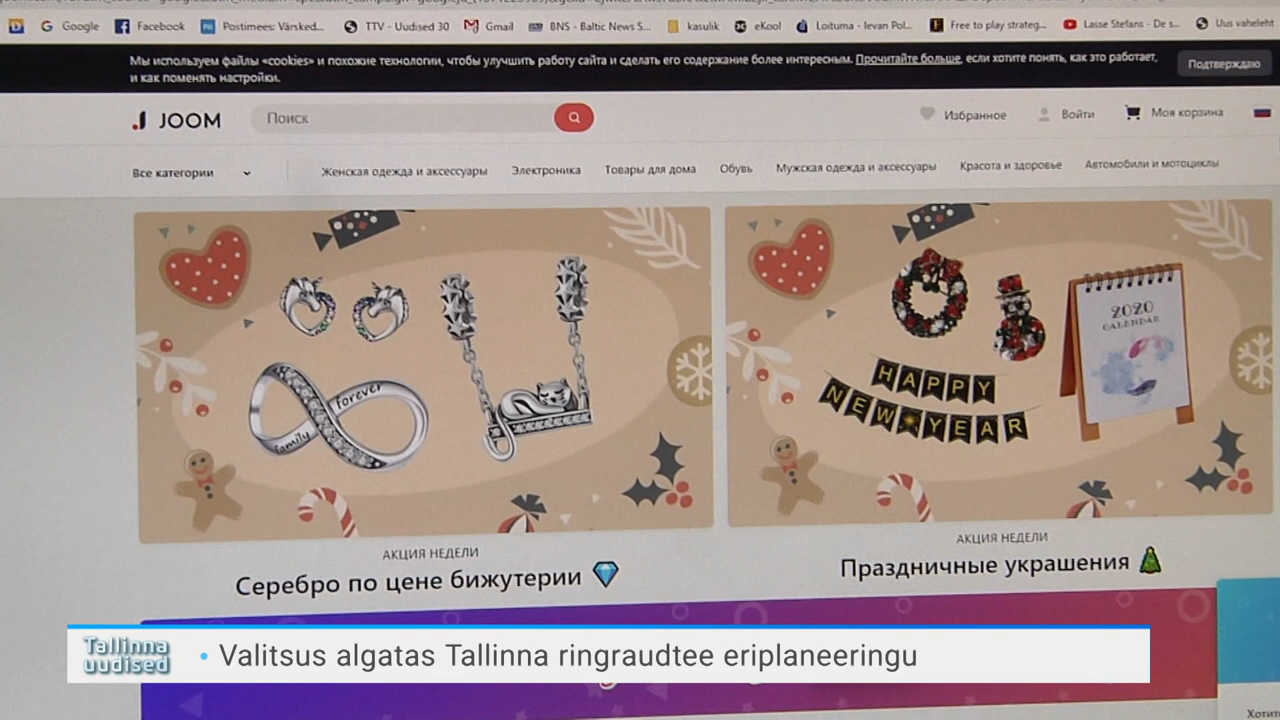 Google
Facebook
Postimees: Värsked...
TTV - Uudised 30
Gmail
BNS - Baltic News S...
kasulik
eKool
Loituma - Ievan Pol...
Free to play strateg...
Lasse Stefans - De s...
Uus vaheleht
Мы используем файлы «cookies» и похожие технологии, чтобы улучшить работу сайта и сделать его содержание более интересным. Прочитайте больше, если хотите понять, как это работает,
и как поменять настройки.
Подтверждаю
JOOM
Поиск
Избранное
Войти
Моя корзина
Все категории
Женская одежда и аксессуары
Электроника
Товары для дома
Обувь
Мужская одежда и аксессуары
Красота и здоровье
Автомобили и мотоциклы
forever
family
2020
CALENDAR
HAPPY
NEW YEAR
АКЦИЯ НЕДЕЛИ
Серебро по цене бижутерии
АКЦИЯ НЕДЕЛИ
Праздничные украшения
Tallinna
uudised
• Valitsus algatas Tallinna ringraudtee eriplaneeringu